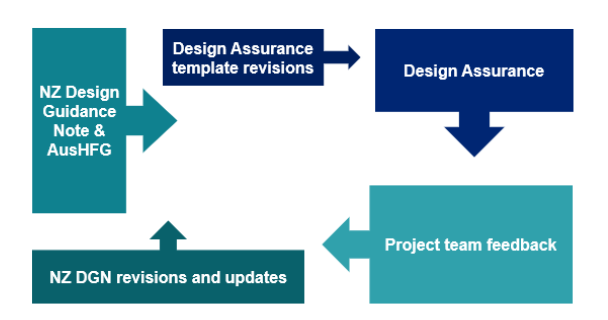 NZ Design
Guidance
Note &
AusHFG
Design Assurance
template revisions
Design Assurance
Project team feedback
NZ DGN revisions and updates